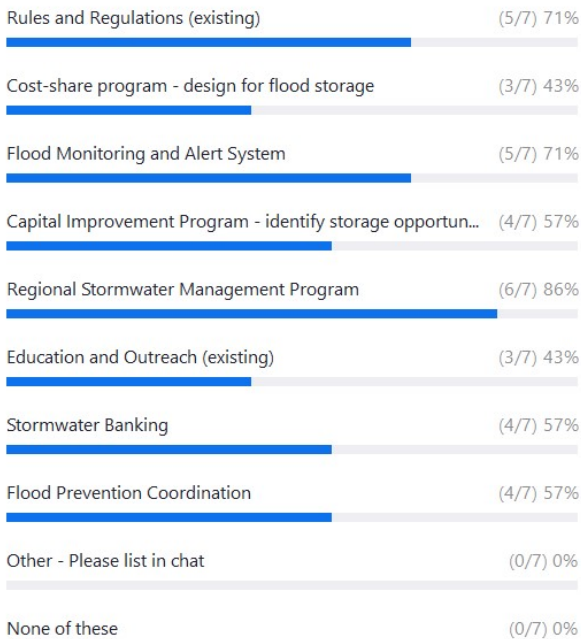 Rules and Regulations (existing) (5/7) 71%
Cost-share program - design for flood storage (3/7) 43%
Flood Monitoring and Alert System (5/7) 71%
Capital Improvement Program - identify storage opportun... (4/7) 57%
Regional Stormwater Management Program (6/7) 86%
Education and Outreach (existing) (3/7) 43%
Stormwater Banking (4/7) 57%
Flood Prevention Coordination (4/7) 57%
Other - Please list in chat (0/7) 0%
None of these (0/7) 0%